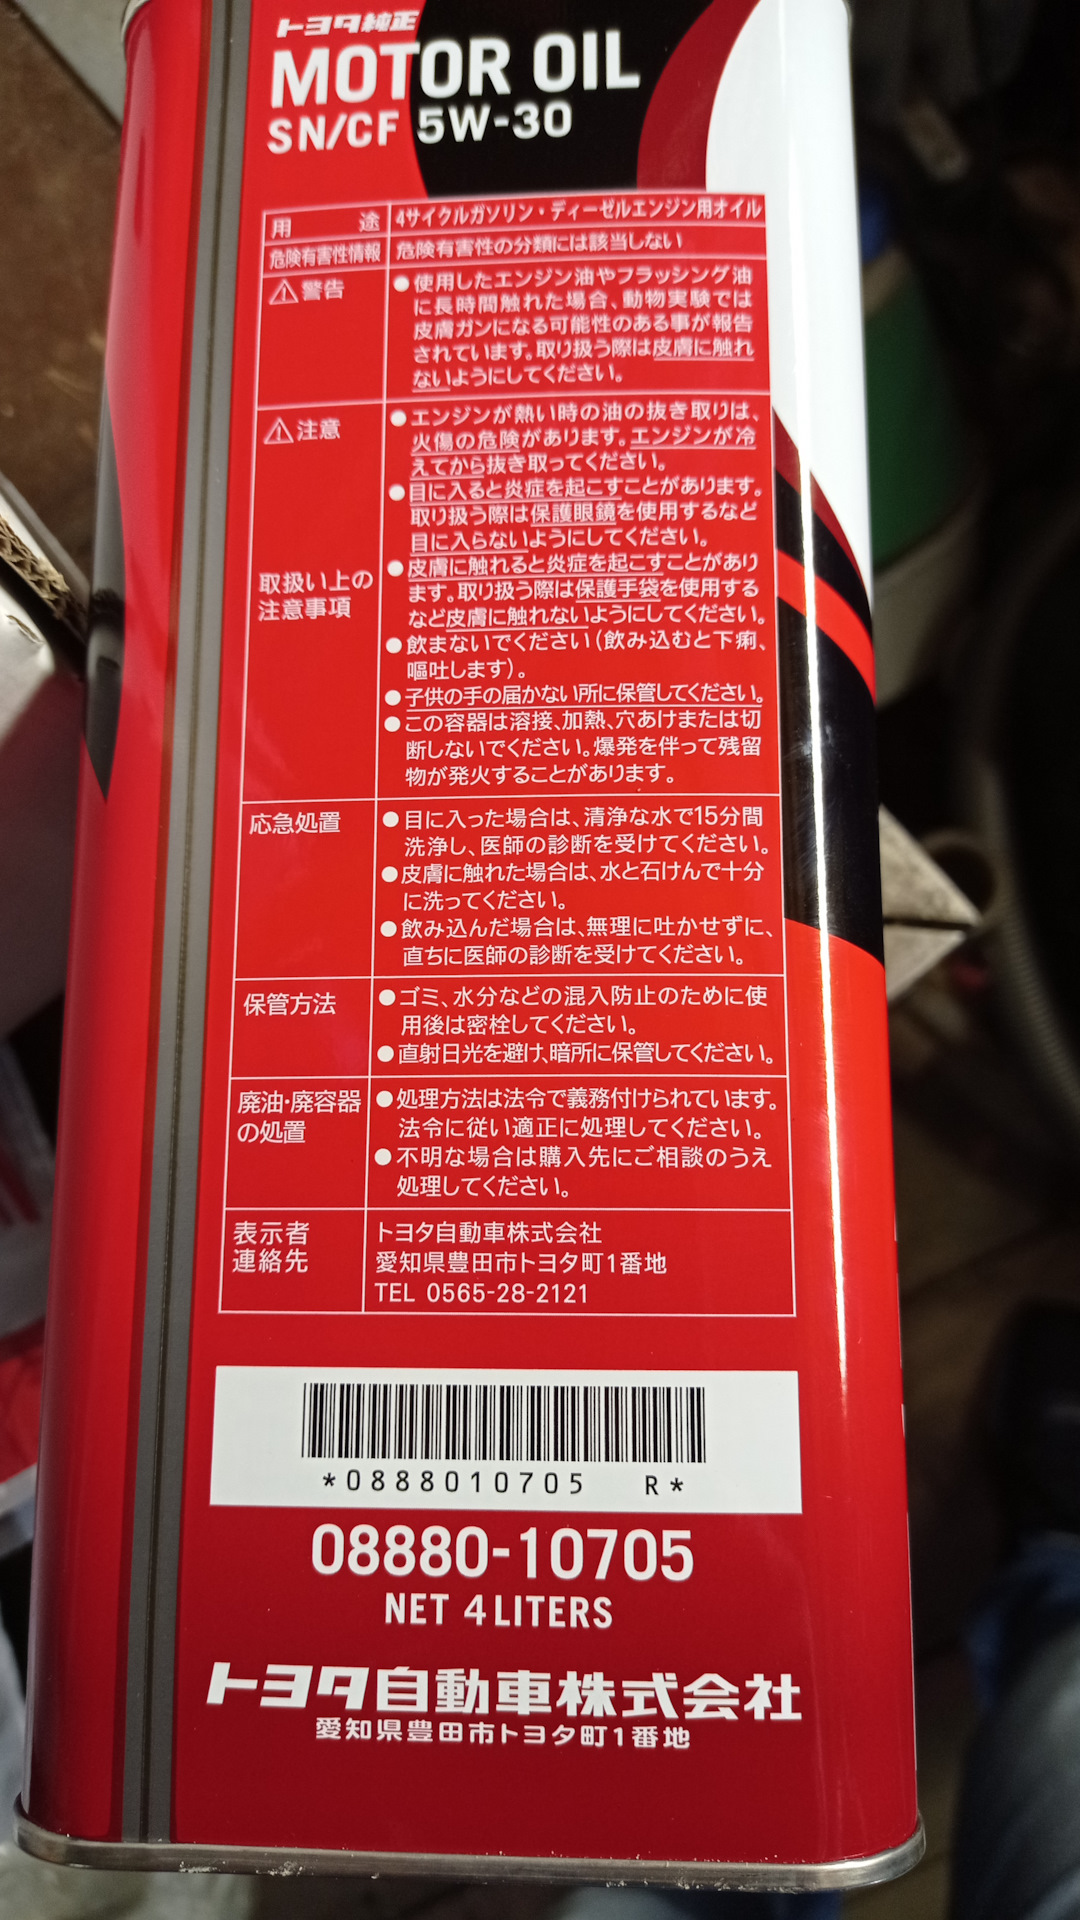 トヨタ純正
MOTOR OIL
SN/CF 5W-30
用途 4サイクルガソリン・ディーゼルエンジン用オイル
危険有害性情報 危険有害性の分類には該当しない
⚠警告
●使用したエンジン油やフラッシング油
に長時間触れた場合、動物実験では
皮膚ガンになる可能性のある事が報告
されています。取り扱う際は皮膚に触れ
ないようにしてください。
⚠注意
取扱い上の
注意事項
●エンジンが熱い時の油の抜き取りは、
火傷の危険があります。エンジンが冷
えてから抜き取ってください。
●目に入ると炎症を起こすことがあります。
取り扱う際は保護眼鏡を使用するなど
目に入らないようにしてください。
●皮膚に触れると炎症を起こすことがあり
ます。取り扱う際は保護手袋を使用する
など皮膚に触れないようにしてください。
●飲まないでください(飲み込むと下痢、
嘔吐します)。
●子供の手の届かない所に保管してください。
●この容器は溶接、加熱、穴あけまたは切
断しないでください。爆発を伴って残留
物が発火することがあります。
応急処置
●目に入った場合は、清浄な水で15分間
洗浄し、医師の診断を受けてください。
●皮膚に触れた場合は、水と石けんで十分
に洗ってください。
●飲み込んだ場合は、無理に吐かせずに、
直ちに医師の診断を受けてください。
保管方法
●ゴミ、水分などの混入防止のために使
用後は密栓してください。
●直射日光を避け、暗所に保管してください。
廃油・廃容器
の処置
●処理方法は法令で義務付けられています。
法令に従い適正に処理してください。
●不明な場合は購入先にご相談のうえ
処理してください。
表示者
連絡先
トヨタ自動車株式会社
愛知県豊田市トヨタ町1番地
TEL 0565-28-2121
*0888010705 R*
08880-10705
NET 4 LITERS
トヨタ自動車株式会社
愛知県豊田市トヨタ町1番地